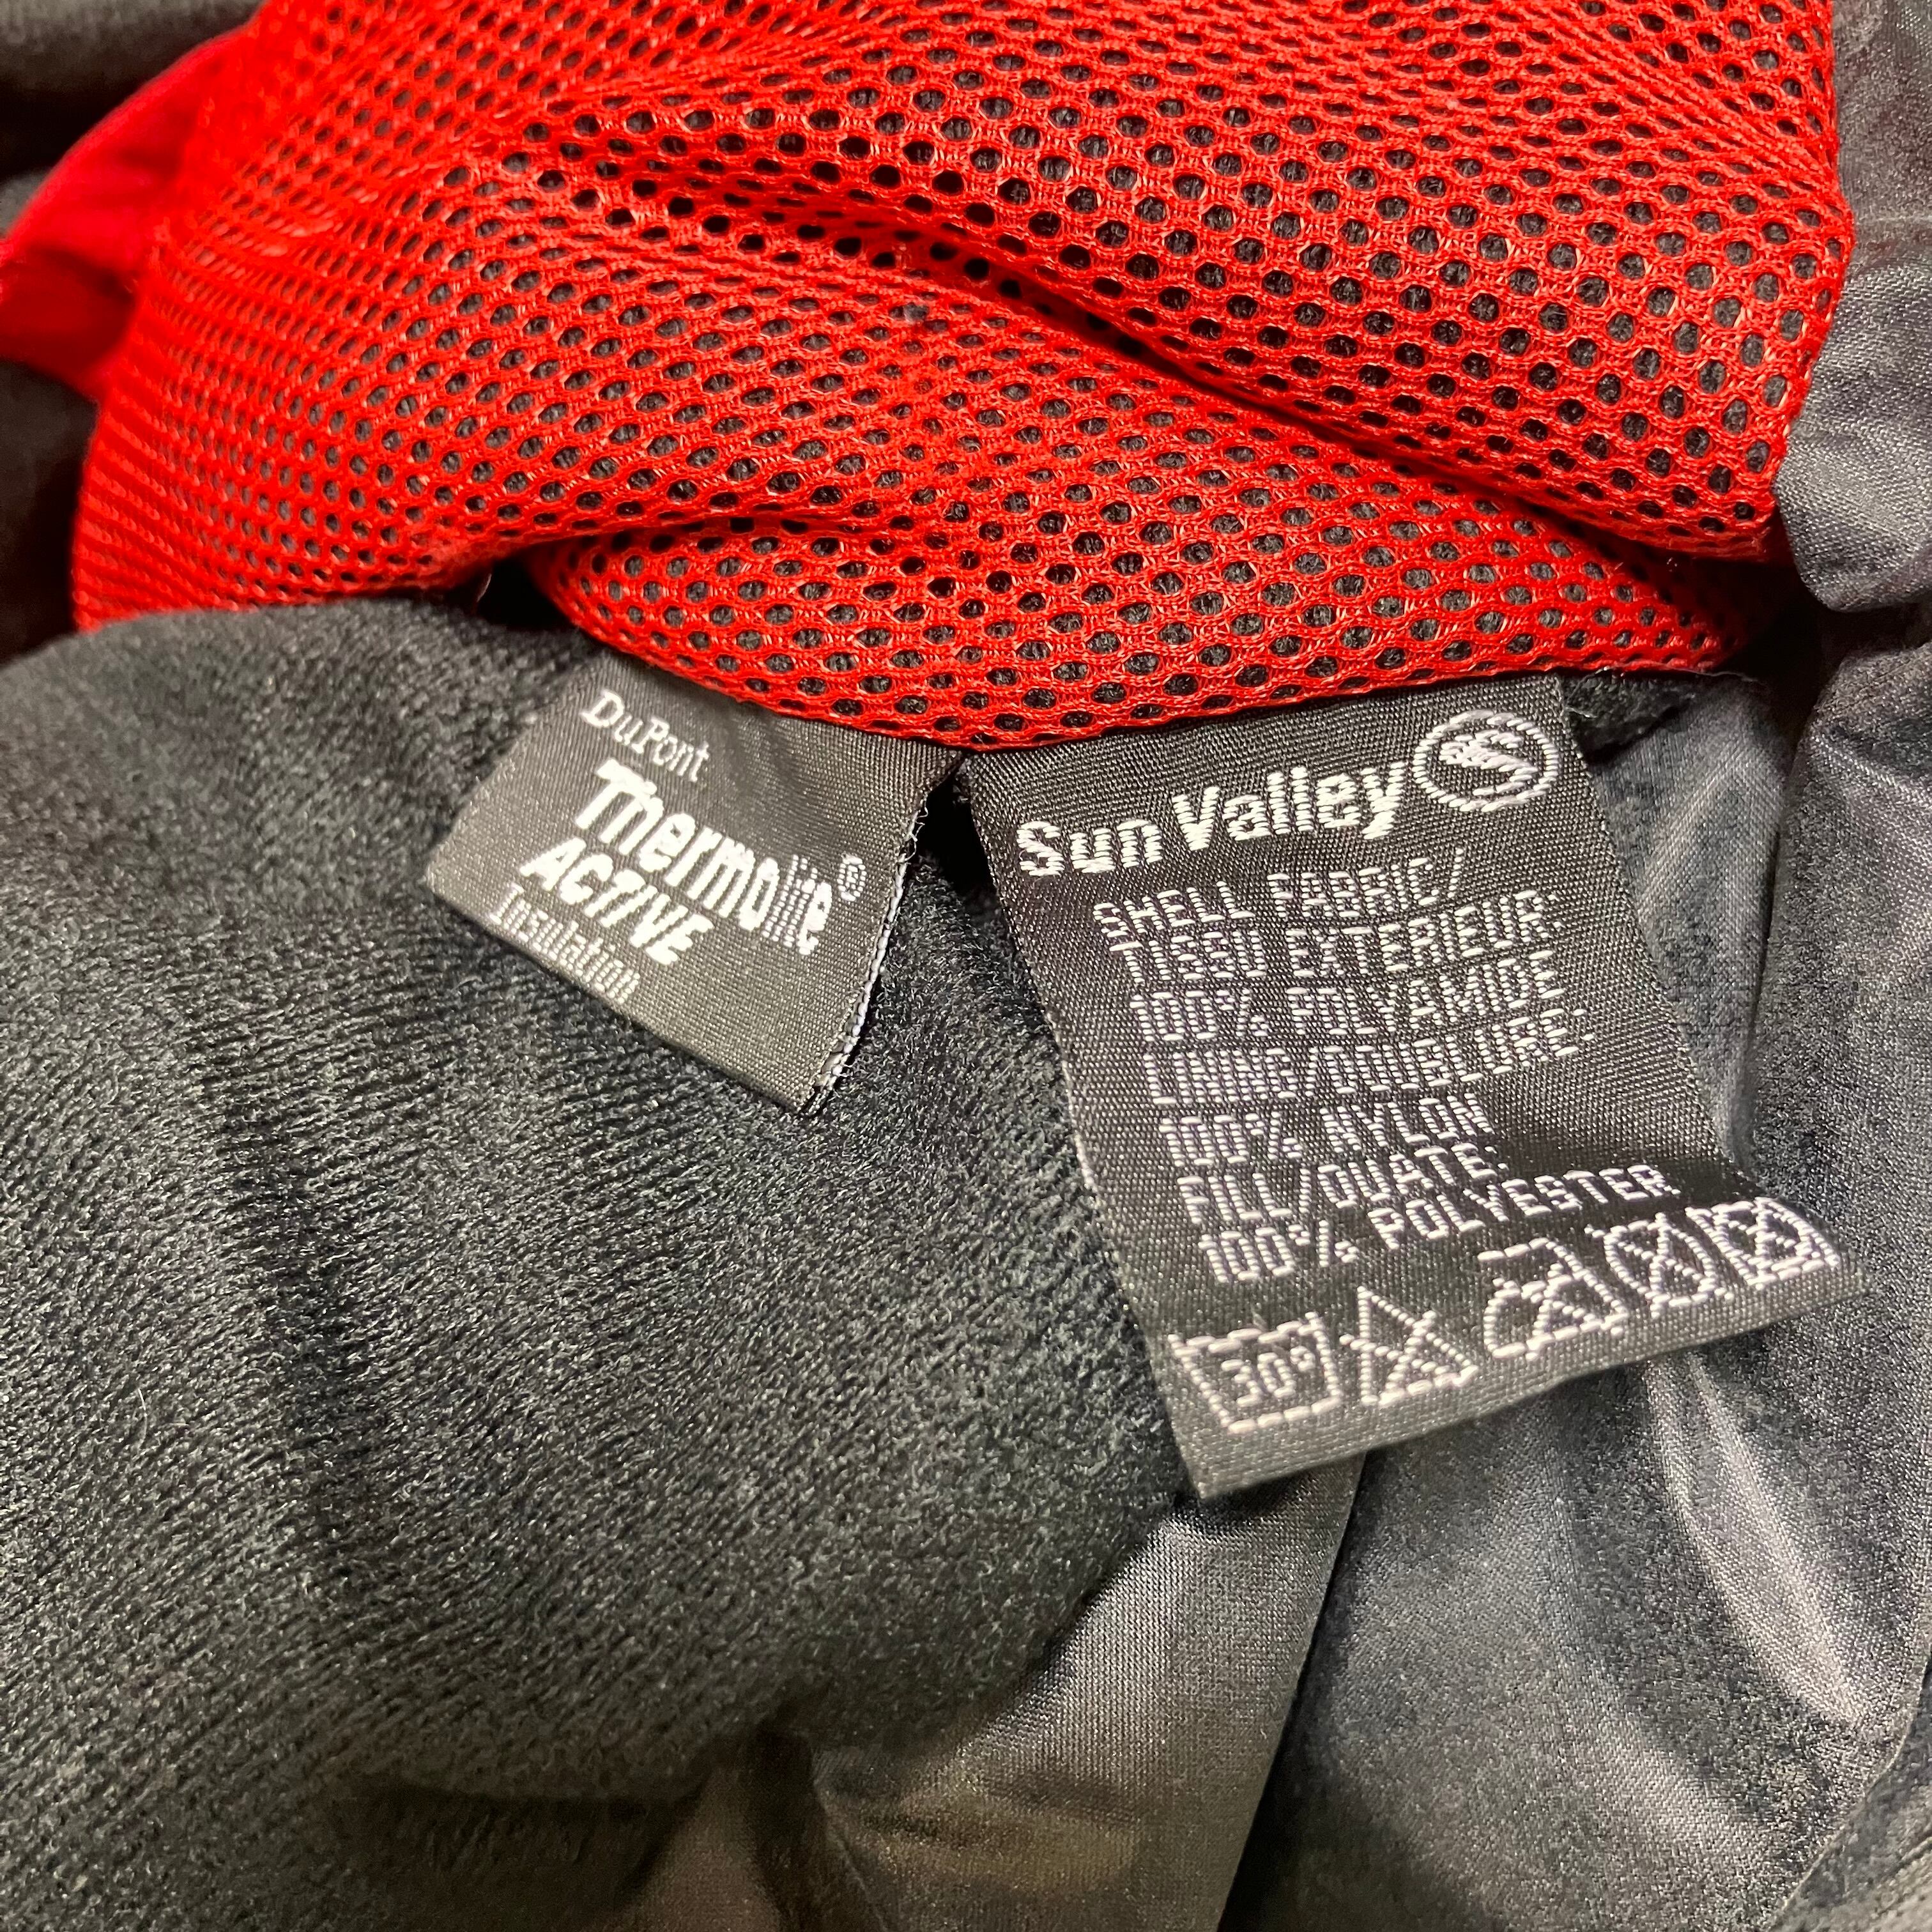 DuPont
Thermolite®
ACTIVE
Insulation
Sun Valley
SHELL FABRIC/
TISSU EXTERIEUR:
100% POLYAMIDE
LINING/DOUBLURE:
100% NYLON
FILL/OUATE:
100% POLYESTER
30°